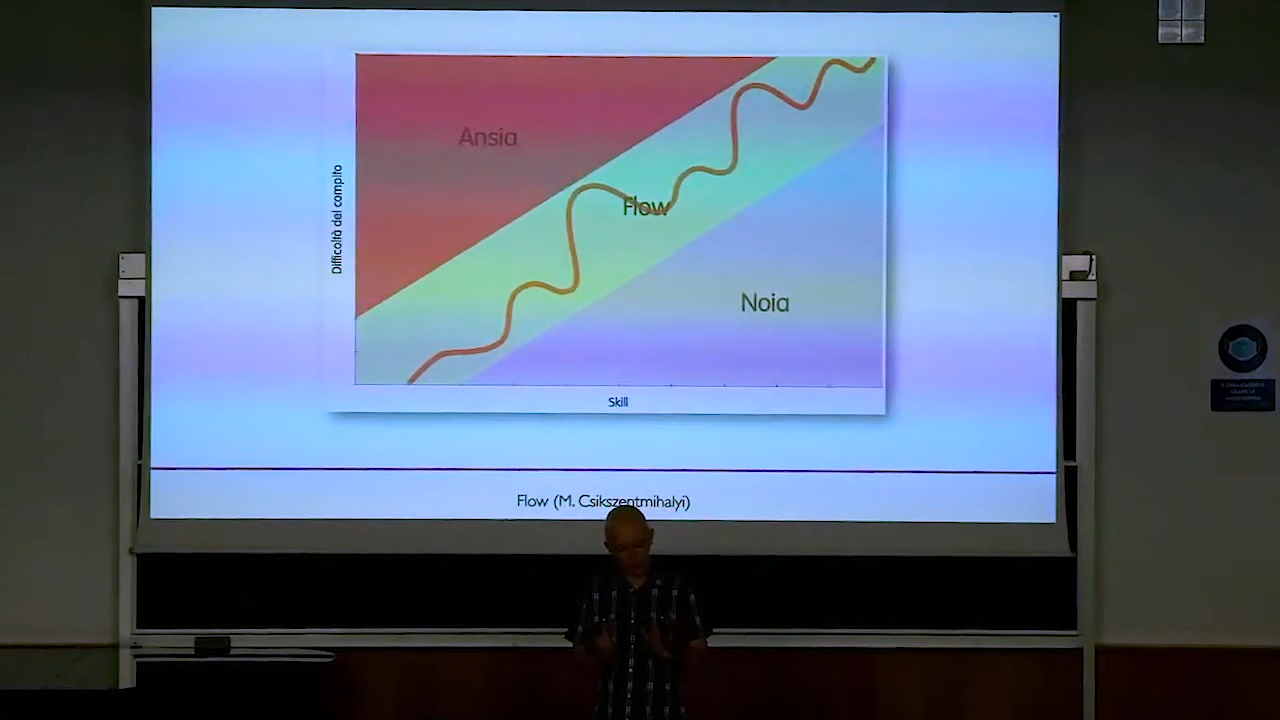 Ansia
Difficoltà del compito
Flow
Noia
Skill
Flow (M. Csikszentmihalyi)